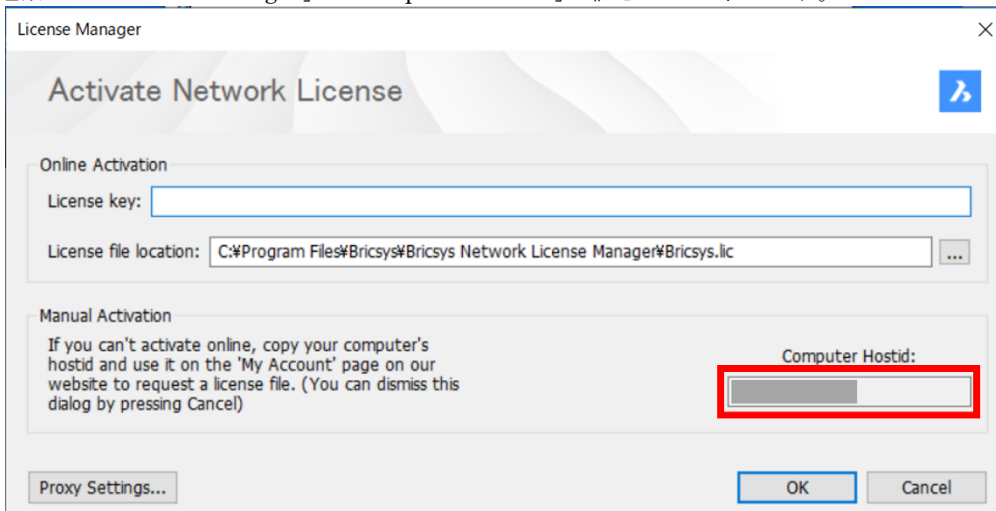 License Manager
Activate Network License
Online Activation
License key:
License file location: C:¥Program Files¥Bricsys¥Bricsys Network License Manager¥Bricsys.lic ...
Manual Activation
If you can't activate online, copy your computer's
hostid and use it on the 'My Account' page on our
website to request a license file. (You can dismiss this
dialog by pressing Cancel)
Computer Hostid:
Proxy Settings...
OK
Cancel